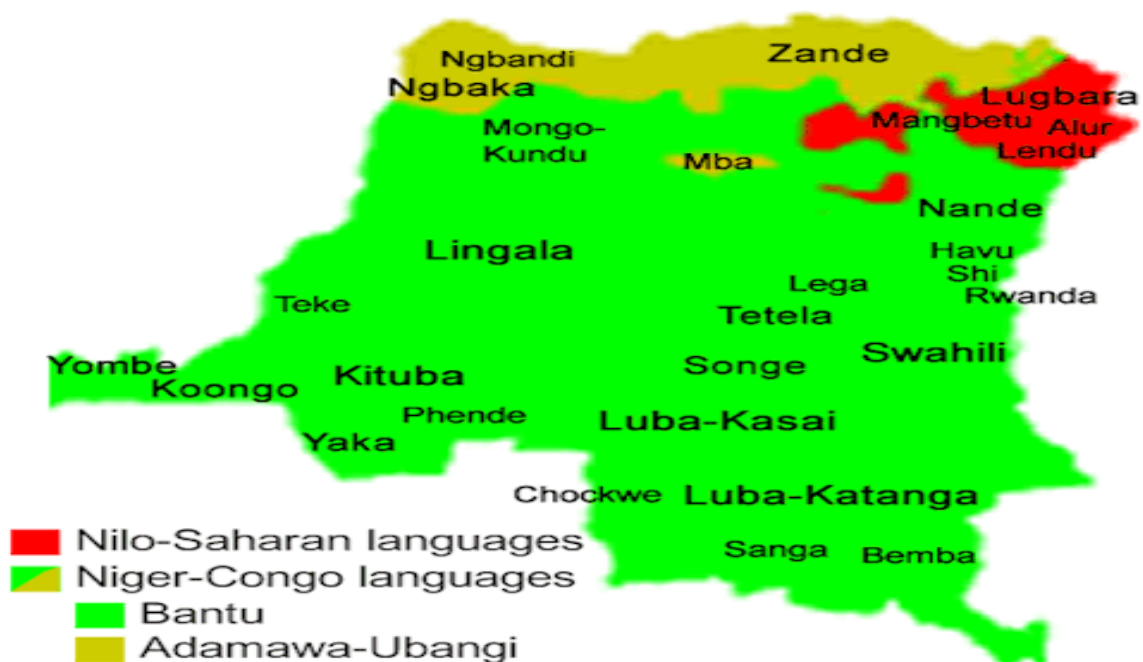 Ngbandi
Zande
Ngbaka
Lugbara
Mongo-
Kundu
Mangbetu
Alur
Lendu
Mba
Nande
Lingala
Havu
Shi
Lega
Rwanda
Teke
Tetela
Swahili
Yombe
Koongo
Kituba
Songe
Phende
Luba-Kasai
Yaka
Chockwe
Luba-Katanga
Sanga
Bemba
Nilo-Saharan languages
Niger-Congo languages
Bantu
Adamawa-Ubangi